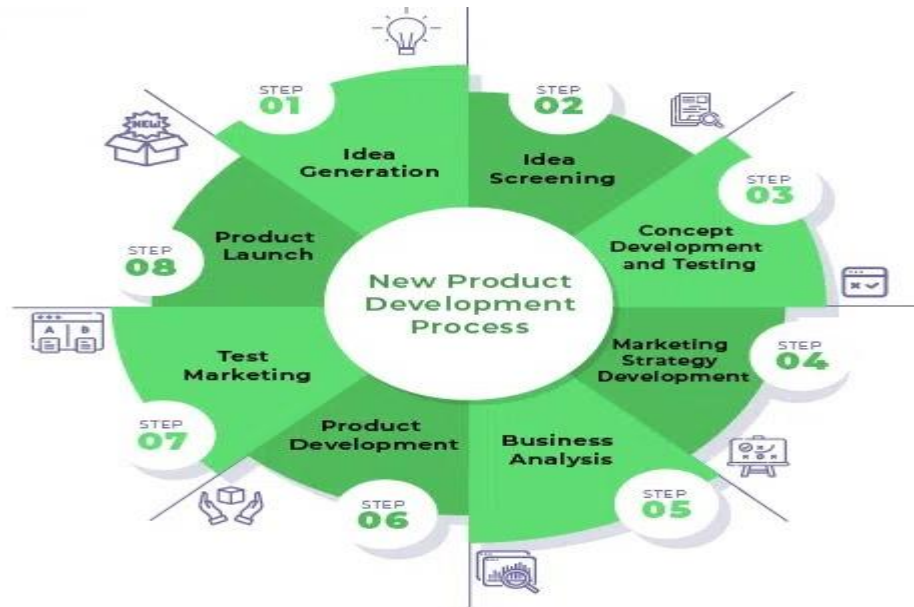 New Product
Development
Process
STEP
01
Idea
Generation
STEP
02
Idea
Screening
STEP
03
Concept
Development
and Testing
STEP
04
Marketing
Strategy
Development
STEP
05
Business
Analysis
STEP
06
Product
Development
STEP
07
Test
Marketing
A B
STEP
08
Product
Launch
NEW!